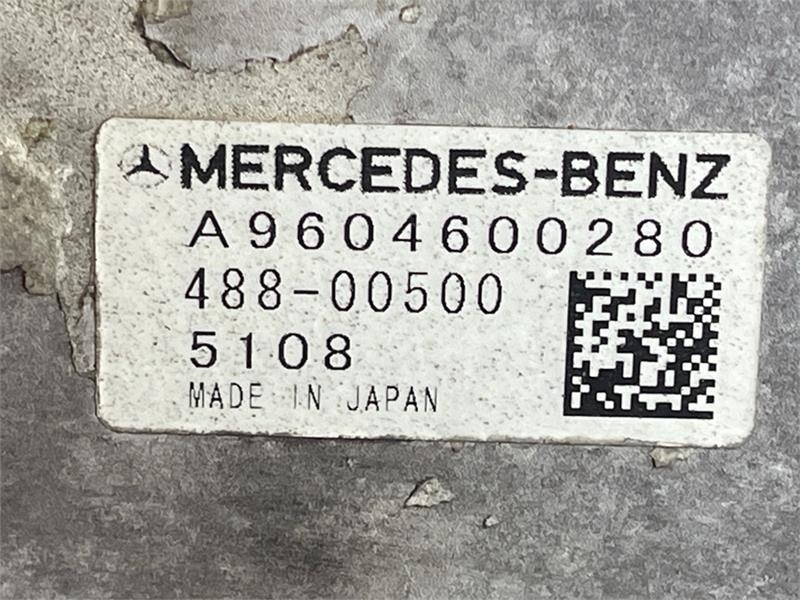 MERCEDES-BENZ
A9604600280
488-00500
5108
MADE IN JAPAN